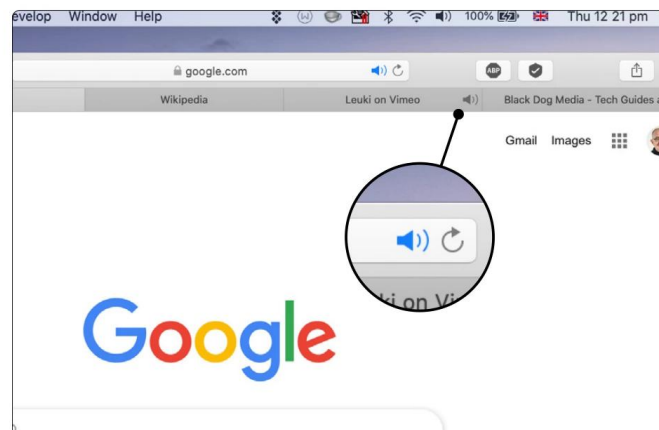 evelop Window Help 100% Thu 12 21 pm
google.com
ABP
Wikipedia Leuki on Vimeo Black Dog Media - Tech Guides a
Gmail Images
ki on Vi
Google